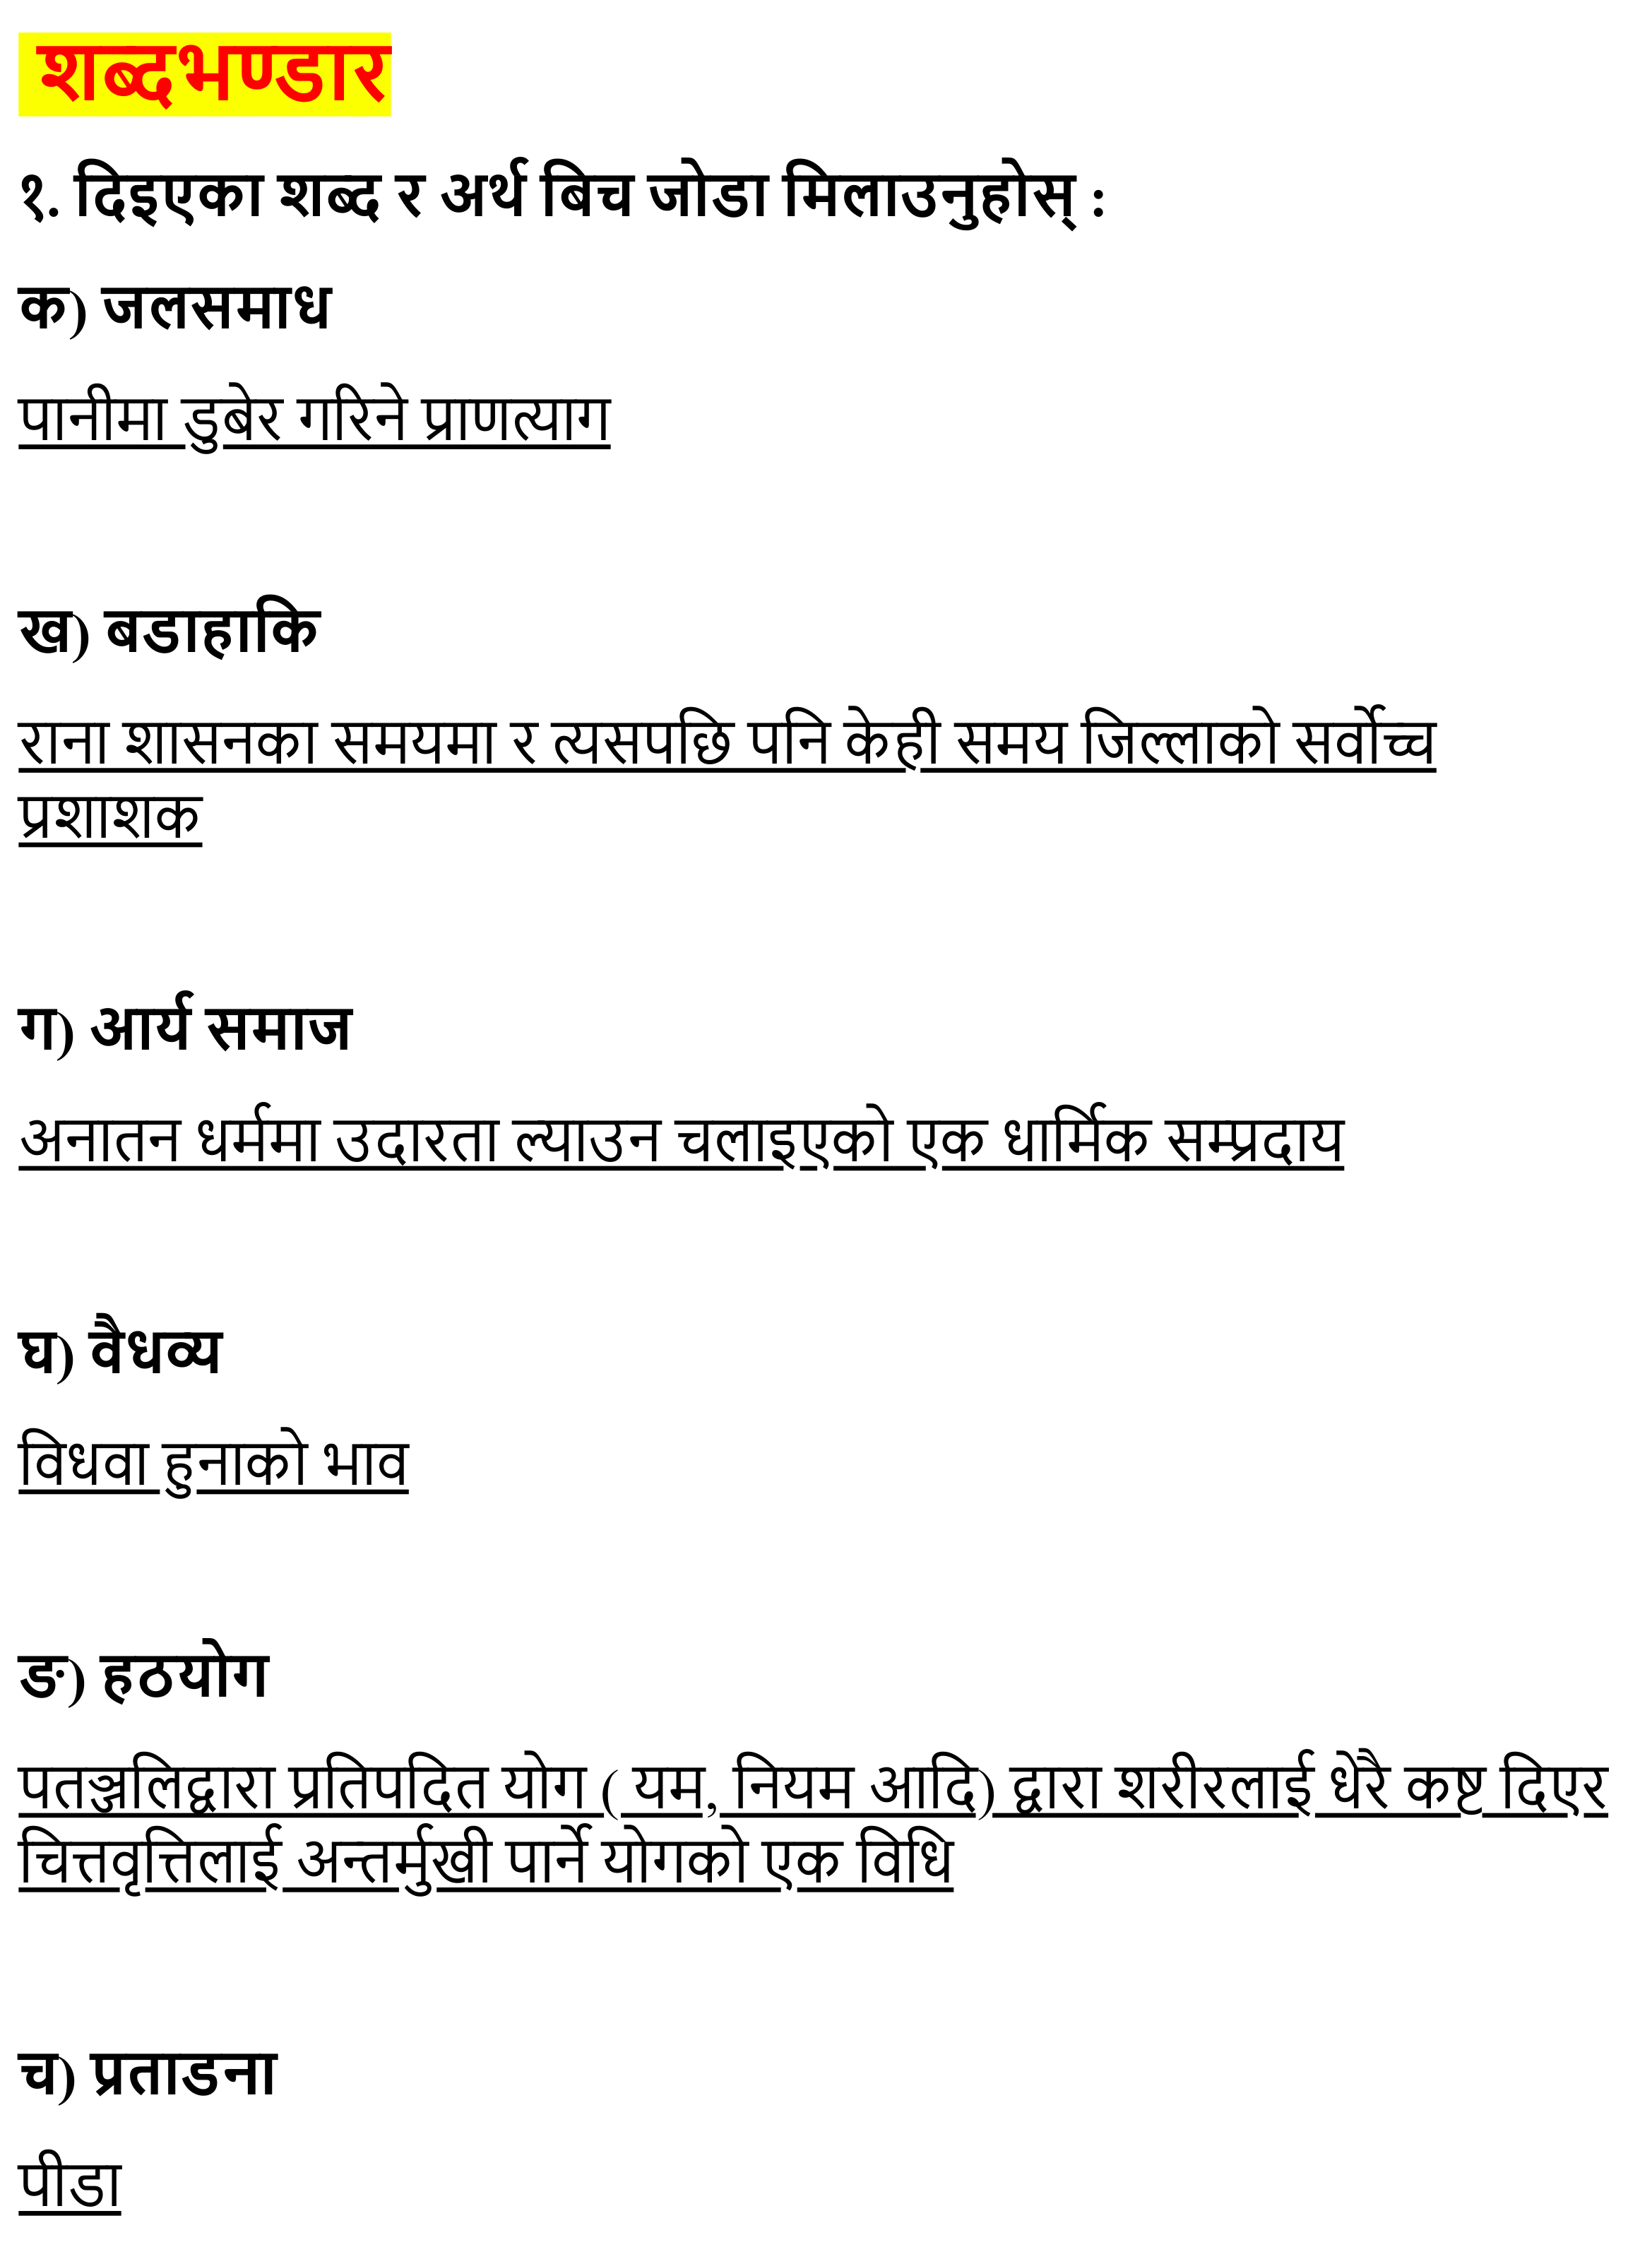 शब्दभण्डार
१. दिइएका शब्द र अर्थ बिच जोडा मिलाउनुहोस् :
क) जलसमाध
पानीमा डुबेर गरिने प्राणत्याग
ख) बडाहाकि
राना शासनका समयमा र त्यसपछि पनि केही समय जिल्लाको सर्वोच्च
प्रशाशक
ग) आर्य समाज
अनातन धर्ममा उदारता ल्याउन चलाइएको एक धार्मिक सम्प्रदाय
घ) वैधव्य
विधवा हुनाको भाव
ङ) हठयोग
पतञ्जलिद्वारा प्रतिपदित योग ( यम, नियम आदि) द्वारा शरीरलाई धेरै कष्ट दिएर
चित्तवृत्तिलाई अन्तर्मुखी पार्ने योगको एक विधि
च) प्रताडना
पीडा